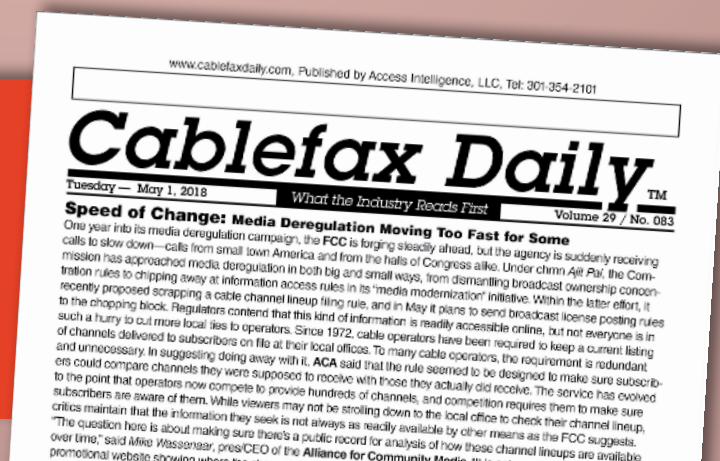 www.cablefaxdaily.com, Published by Access Intelligence, LLC, Tel: 301-354-2101
Cablefax Daily™
Tuesday — May 1, 2018
What the Industry Reads First
Volume 29 / No. 083
Speed of Change: Media Deregulation Moving Too Fast for Some
One year into its media deregulation campaign, the FCC is forging steadily ahead, but the agency is suddenly receiving
calls to slow down—calls from small town America and from the halls of Congress alike. Under chmn Ajit Pai, the Com-
mission has approached media deregulation in both big and small ways, from dismantling broadcast ownership concen-
tration rules to chipping away at information access rules in its "media modernization" initiative. Within the latter effort, it
recently proposed scrapping a cable channel lineup filing rule, and in May it plans to send broadcast license posting rules
to the chopping block. Regulators contend that this kind of information is readily accessible online, but not everyone is in
such a hurry to cut more local ties to operators. Since 1972, cable operators have been required to keep a current listing
of channels delivered to subscribers on file at their local offices. To many cable operators, the requirement is redundant
and unnecessary. In suggesting doing away with it, ACA said that the rule seemed to be designed to make sure subscrib-
ers could compare channels they were supposed to receive with those they actually did receive. The service has evolved
to the point that operators now compete to provide hundreds of channels, and competition requires them to make sure
subscribers are aware of them. While viewers may not be strolling down to the local office to check their channel lineup,
critics maintain that the information they seek is not always as readily available by other means as the FCC suggests.
"The question here is about making sure there's a public record for analysis of how these channel lineups are available
over time," said Mike Wassenaar, pres/CEO of the Alliance for Community Media.
promotional website showing where the